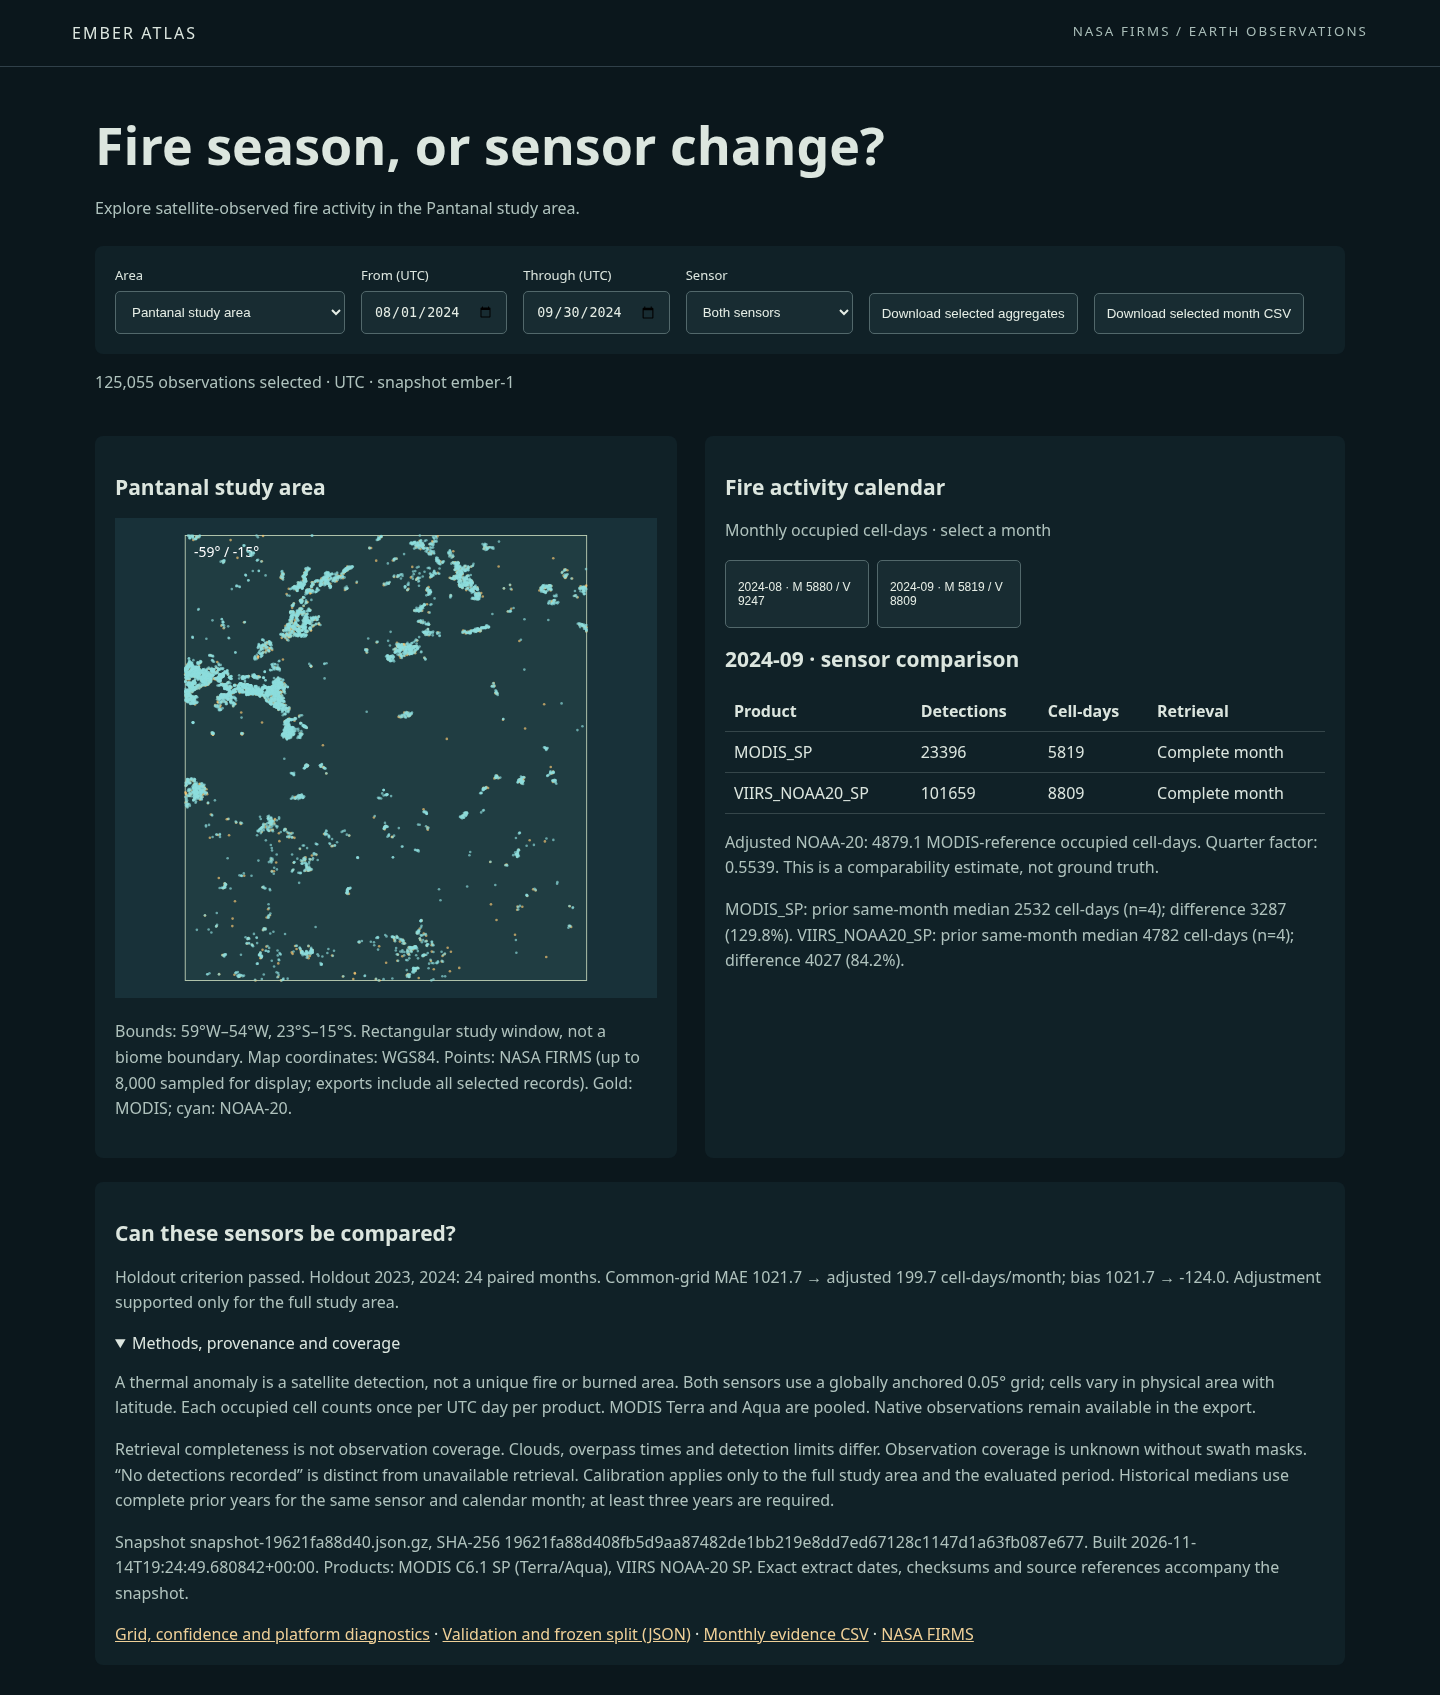 EMBER ATLAS
NASA FIRMS / EARTH OBSERVATIONS
Fire season, or sensor change?
Explore satellite-observed fire activity in the Pantanal study area.
Area
From (UTC)
Through (UTC)
Sensor
Pantanal study area
08/01/2024
09/30/2024
Both sensors
Download selected aggregates
Download selected month CSV
125,055 observations selected · UTC · snapshot ember-1
Pantanal study area
-59° / -15°
Bounds: 59°W–54°W, 23°S–15°S. Rectangular study window, not a
biome boundary. Map coordinates: WGS84. Points: NASA FIRMS (up to
8,000 sampled for display; exports include all selected records). Gold:
MODIS; cyan: NOAA-20.
Fire activity calendar
Monthly occupied cell-days · select a month
2024-08 · M 5880 / V
9247
2024-09 · M 5819 / V
8809
2024-09 · sensor comparison
Product Detections Cell-days Retrieval
MODIS_SP 23396 5819 Complete month
VIIRS_NOAA20_SP 101659 8809 Complete month
Adjusted NOAA-20: 4879.1 MODIS-reference occupied cell-days. Quarter factor:
0.5539. This is a comparability estimate, not ground truth.
MODIS_SP: prior same-month median 2532 cell-days (n=4); difference 3287
(129.8%). VIIRS_NOAA20_SP: prior same-month median 4782 cell-days (n=4);
difference 4027 (84.2%).
Can these sensors be compared?
Holdout criterion passed. Holdout 2023, 2024: 24 paired months. Common-grid MAE 1021.7 → adjusted 199.7 cell-days/month; bias 1021.7 → -124.0. Adjustment
supported only for the full study area.
▼ Methods, provenance and coverage
A thermal anomaly is a satellite detection, not a unique fire or burned area. Both sensors use a globally anchored 0.05° grid; cells vary in physical area with
latitude. Each occupied cell counts once per UTC day per product. MODIS Terra and Aqua are pooled. Native observations remain available in the export.
Retrieval completeness is not observation coverage. Clouds, overpass times and detection limits differ. Observation coverage is unknown without swath masks.
“No detections recorded” is distinct from unavailable retrieval. Calibration applies only to the full study area and the evaluated period. Historical medians use
complete prior years for the same sensor and calendar month; at least three years are required.
Snapshot snapshot-19621fa88d40.json.gz, SHA-256 19621fa88d408fb5d9aa87482de1bb219e8dd7ed67128c1147d1a63fb087e677. Built 2026-11-
14T19:24:49.680842+00:00. Products: MODIS C6.1 SP (Terra/Aqua), VIIRS NOAA-20 SP. Exact extract dates, checksums and source references accompany the
snapshot.
Grid, confidence and platform diagnostics · Validation and frozen split (JSON) · Monthly evidence CSV · NASA FIRMS